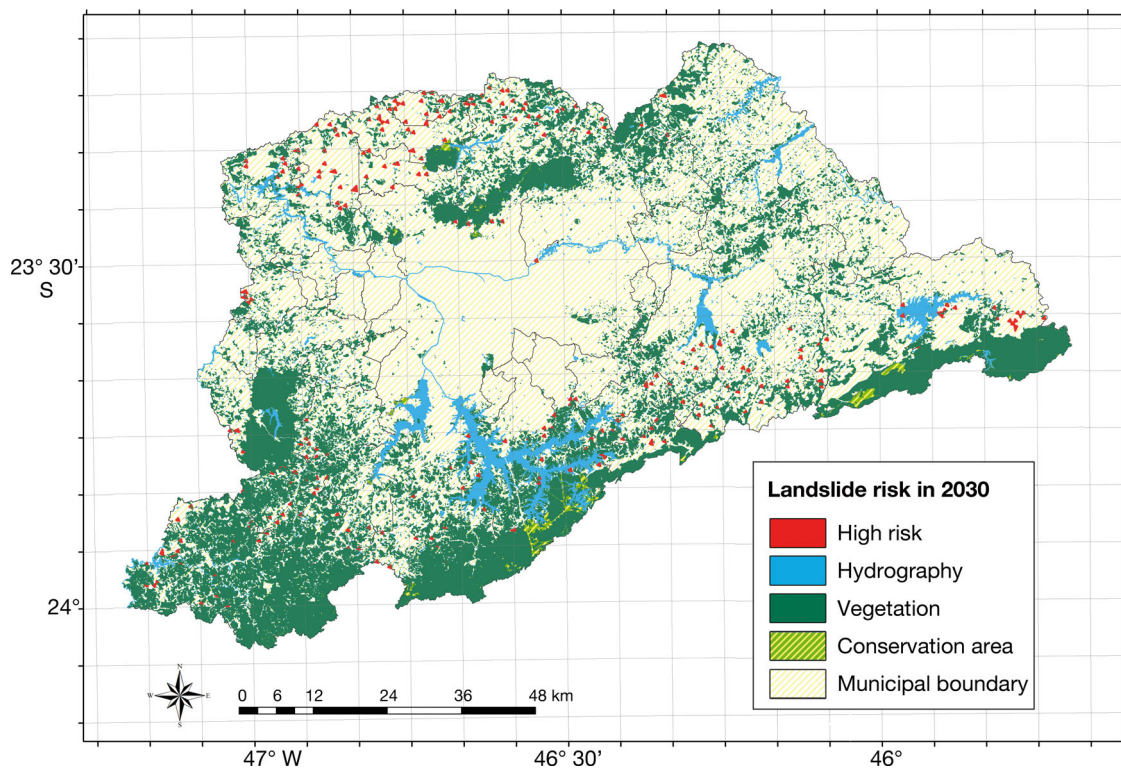 23° 30'
S
24°
Landslide risk in 2030
High risk
Hydrography
Vegetation
Conservation area
Municipal boundary
N
W E
S
0 6 12 24 36 48 km
47° W 46° 30' 46°